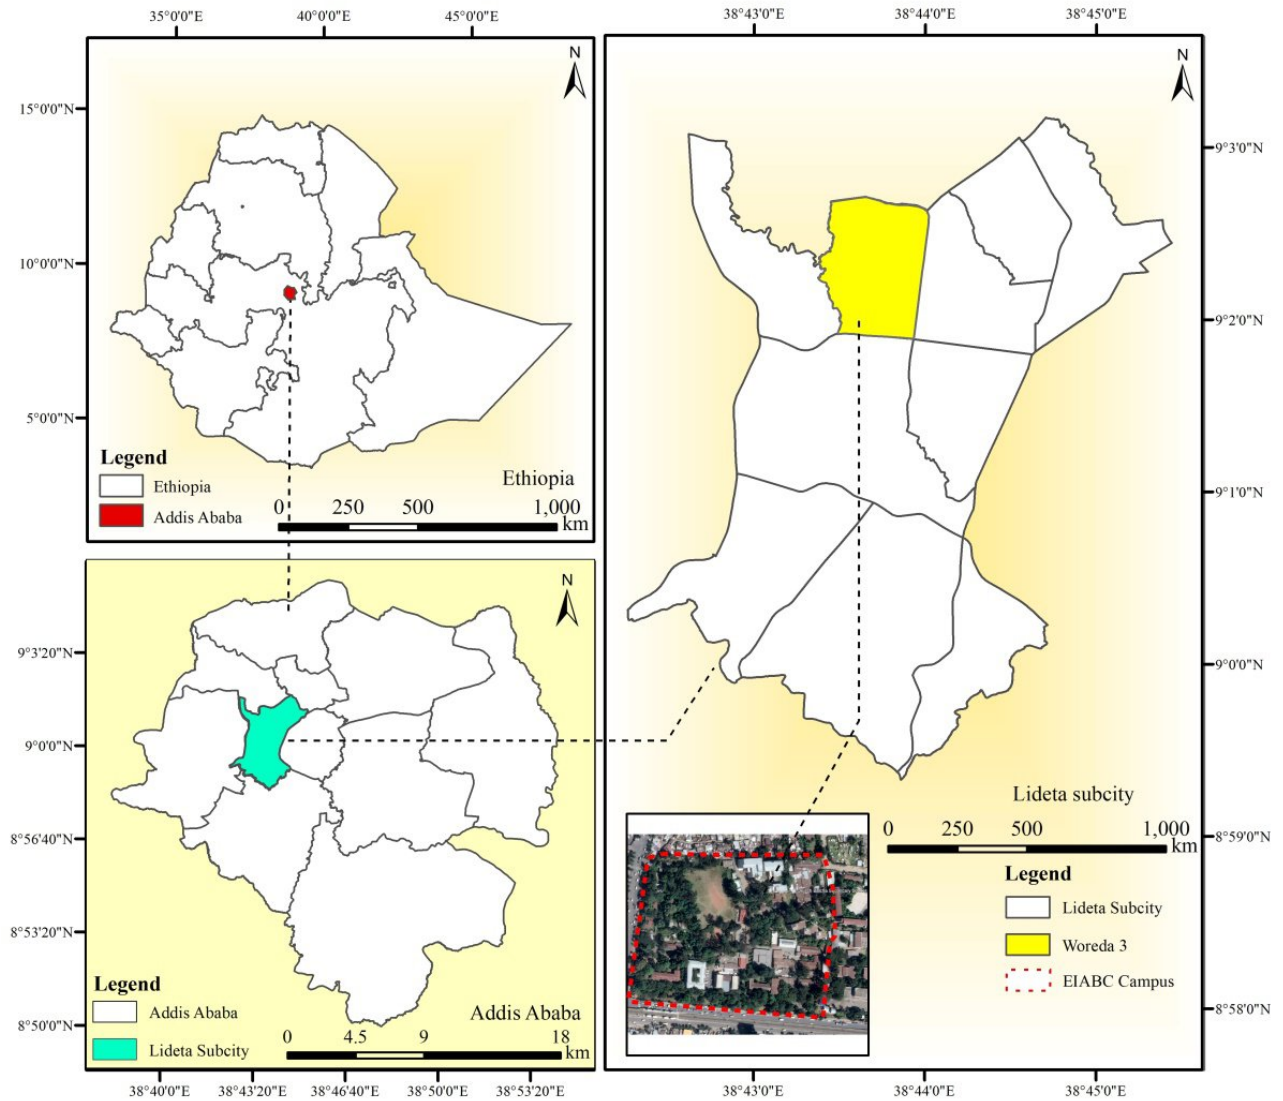 35°0'0"E 40°0'0"E 45°0'0"E
N
15°0'0"N
10°0'0"N
5°0'0"N
Legend
Ethiopia
Addis Ababa
Ethiopia
0 250 500 1,000
km
N
9°3'20"N
9°0'0"N
8°56'40"N
8°53'20"N
8°50'0"N
Legend
Addis Ababa
Lideta Subcity
Addis Ababa
0 4.5 9 18
km
38°40'0"E 38°43'20"E 38°46'40"E 38°50'0"E 38°53'20"E
38°43'0"E 38°44'0"E 38°45'0"E
N
9°3'0"N
9°2'0"N
9°1'0"N
9°0'0"N
8°59'0"N
8°58'0"N
Lideta subcity
0 250 500 1,000
km
Legend
Lideta Subcity
Woreda 3
EIABC Campus
38°43'0"E 38°44'0"E 38°45'0"E